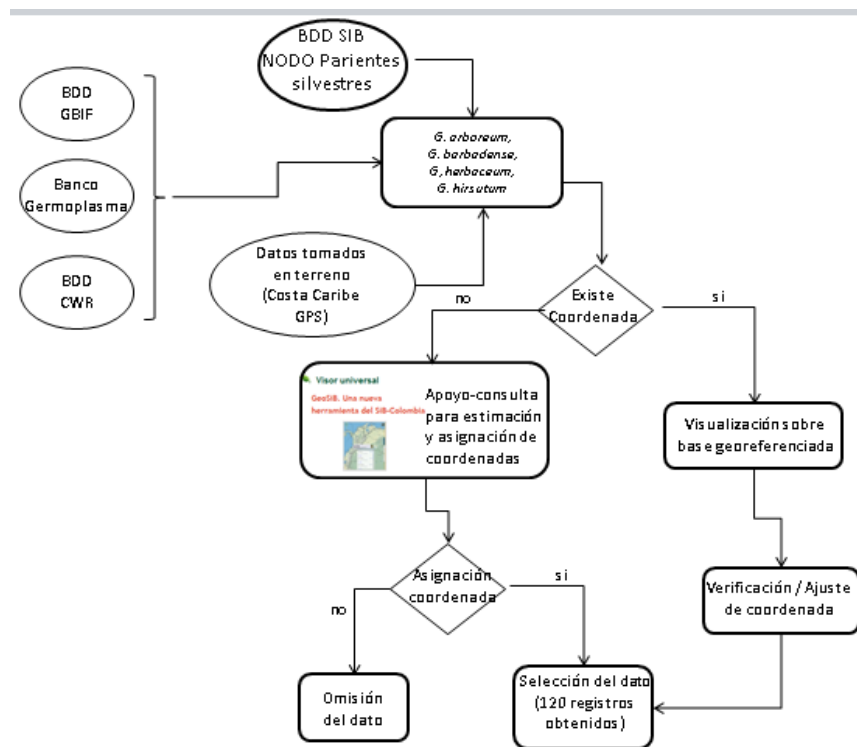 BDD SIB
NODO Parientes
silvestres
BDD
GBIF
Banco
Germoplasma
BDD
CWR
G. arboreum,
G. barbadense,
G, herbaceum,
G. hirsutum
Datos tomados
en terreno
(Costa Caribe
GPS)
Existe
Coordenada
no
si
Visor universal
GeoSIB. Una nueva
herramienta del SIB-Colombia
Apoyo-consulta
para estimación
y asignación de
coordenadas
Visualización sobre
base georeferenciada
Asignación
coordenada
no
si
Verificación / Ajuste
de coordenada
Omisión
del dato
Selección del dato
(120 registros
obtenidos)